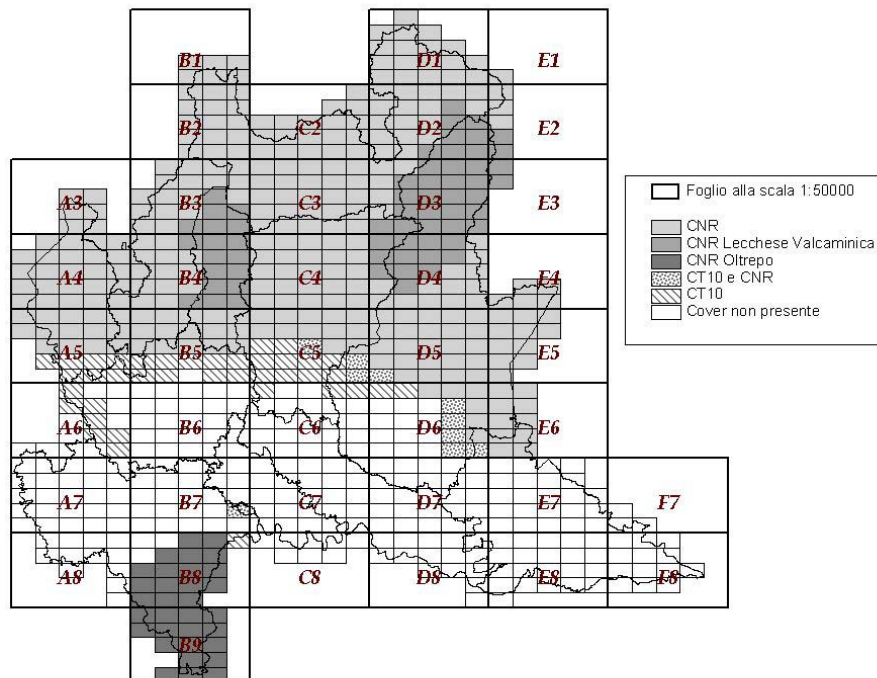 B1
D1
E1
B2
C2
D2
E2
A3
B3
C3
D3
E3
A4
B4
C4
D4
E4
A5
B5
C5
D5
E5
A6
B6
C6
D6
E6
A7
B7
C7
D7
E7
F7
A8
B8
C8
D8
E8
F8
B9
Foglio alla scala 1:50000
CNR
CNR Lecchese Valcaminica
CNR Oltrepo
CT10 e CNR
CT10
Cover non presente